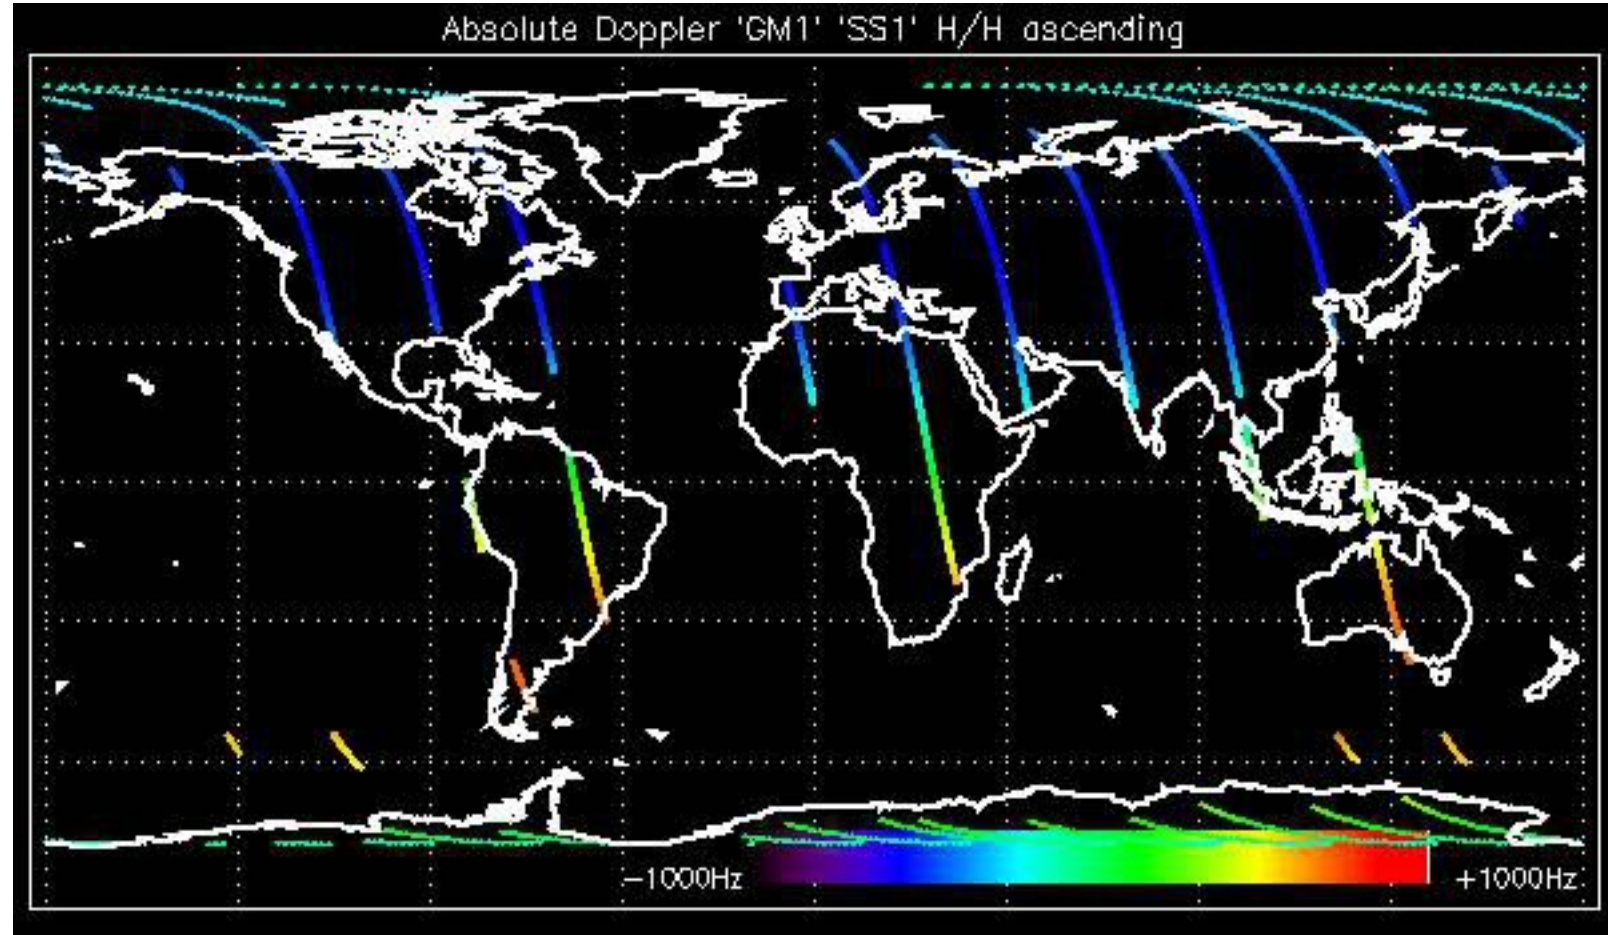 Absolute Doppler 'GM1' 'SS1' H/H ascending
−1000Hz
+1000Hz